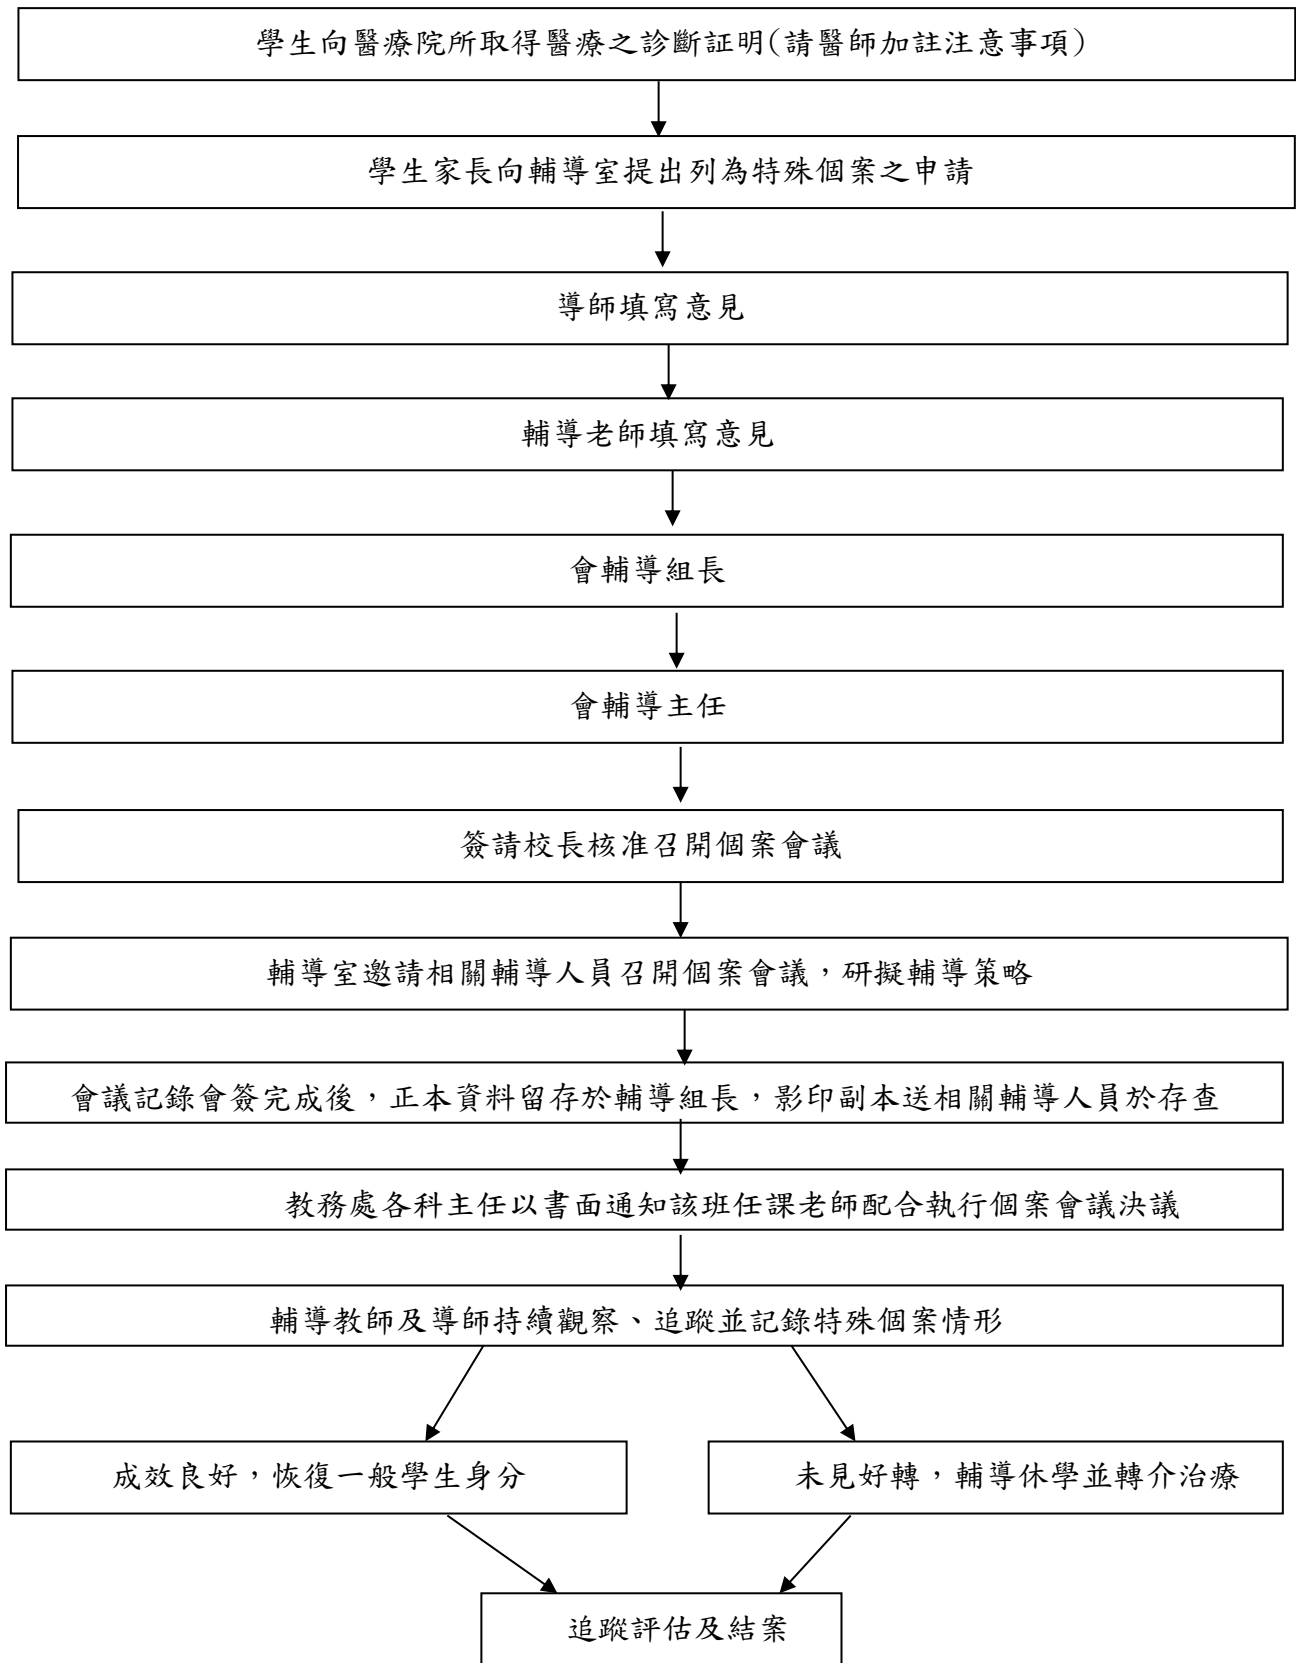 學生向醫療院所取得醫療之診斷証明(請醫師加註注意事項)
學生家長向輔導室提出列為特殊個案之申請
導師填寫意見
輔導老師填寫意見
會輔導組長
會輔導主任
簽請校長核准召開個案會議
輔導室邀請相關輔導人員召開個案會議，研擬輔導策略
會議記錄會簽完成後，正本資料留存於輔導組長，影印副本送相關輔導人員於存查
教務處各科主任以書面通知該班任課老師配合執行個案會議決議
輔導教師及導師持續觀察、追蹤並記錄特殊個案情形
成效良好，恢復一般學生身分
未見好轉，輔導休學並轉介治療
追蹤評估及結案